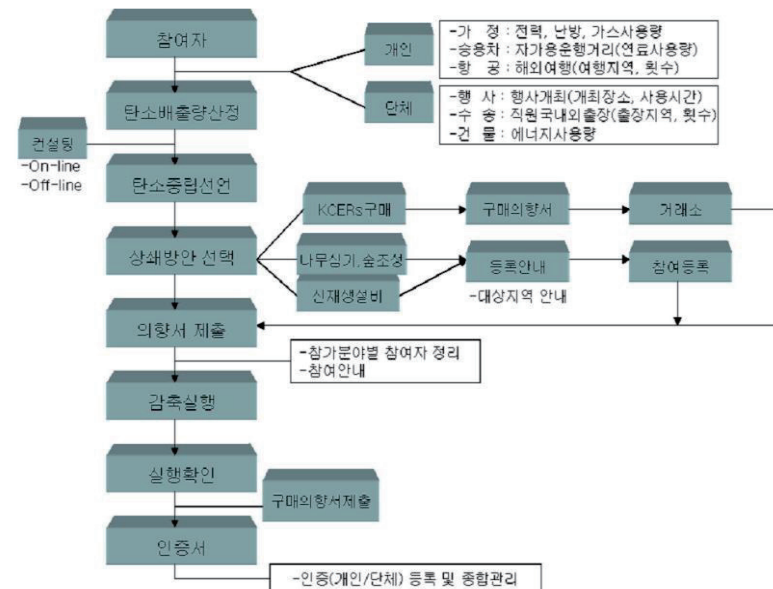 참여자
개인
-가 정 : 전력, 난방, 가스사용량
-승용차 : 자가용운행거리(연료사용량)
-항 공 : 해외여행(여행지역, 횟수)
단체
-행 사 : 행사개최(개최장소, 사용시간)
-수 송 : 직원국내외출장(출장지역, 횟수)
-건 물 : 에너지사용량
탄소배출량산정
컨설팅
-On-line
-Off-line
탄소중립선언
상쇄방안 선택
KCERs구매
구매의향서
거래소
나무심기,숲조생
신재생설비
등록안내
-대상지역 안내
참여등록
의향서 제출
-참가분야별 참여자 정리
-참여안내
감축실행
실행확인
구매의향서제출
인증서
-인증(개인/단체) 등록 및 종합관리